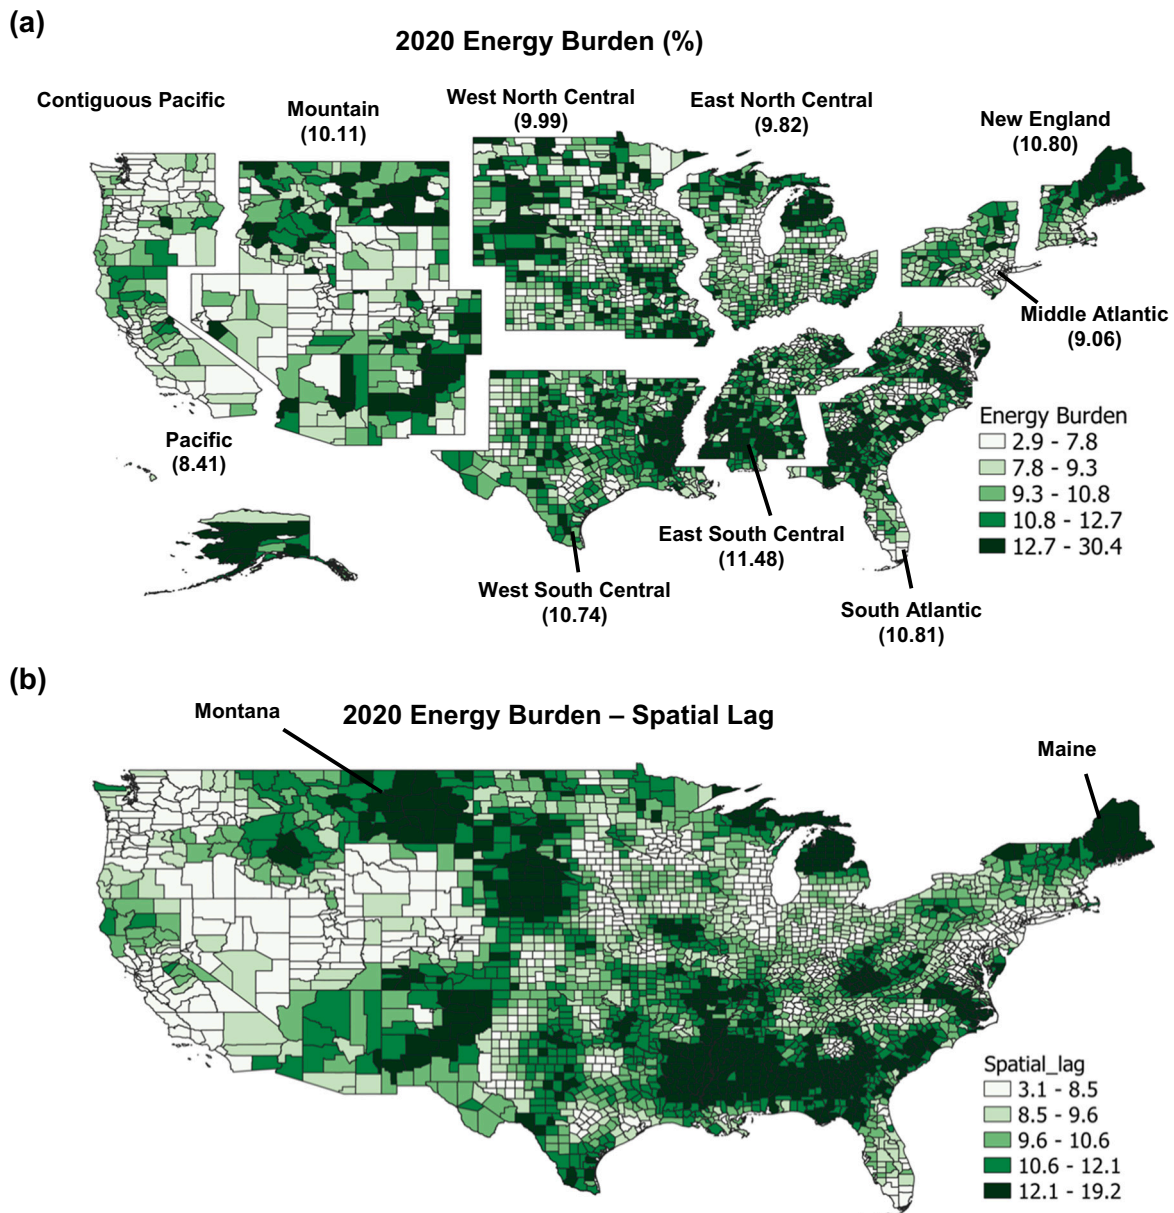 (a)
2020 Energy Burden (%)
Contiguous Pacific
Mountain
(10.11)
West North Central
(9.99)
East North Central
(9.82)
New England
(10.80)
Middle Atlantic
(9.06)
Pacific
(8.41)
East South Central
(11.48)
West South Central
(10.74)
South Atlantic
(10.81)
Energy Burden
2.9 - 7.8
7.8 - 9.3
9.3 - 10.8
10.8 - 12.7
12.7 - 30.4
(b)
2020 Energy Burden – Spatial Lag
Montana
Maine
Spatial_lag
3.1 - 8.5
8.5 - 9.6
9.6 - 10.6
10.6 - 12.1
12.1 - 19.2